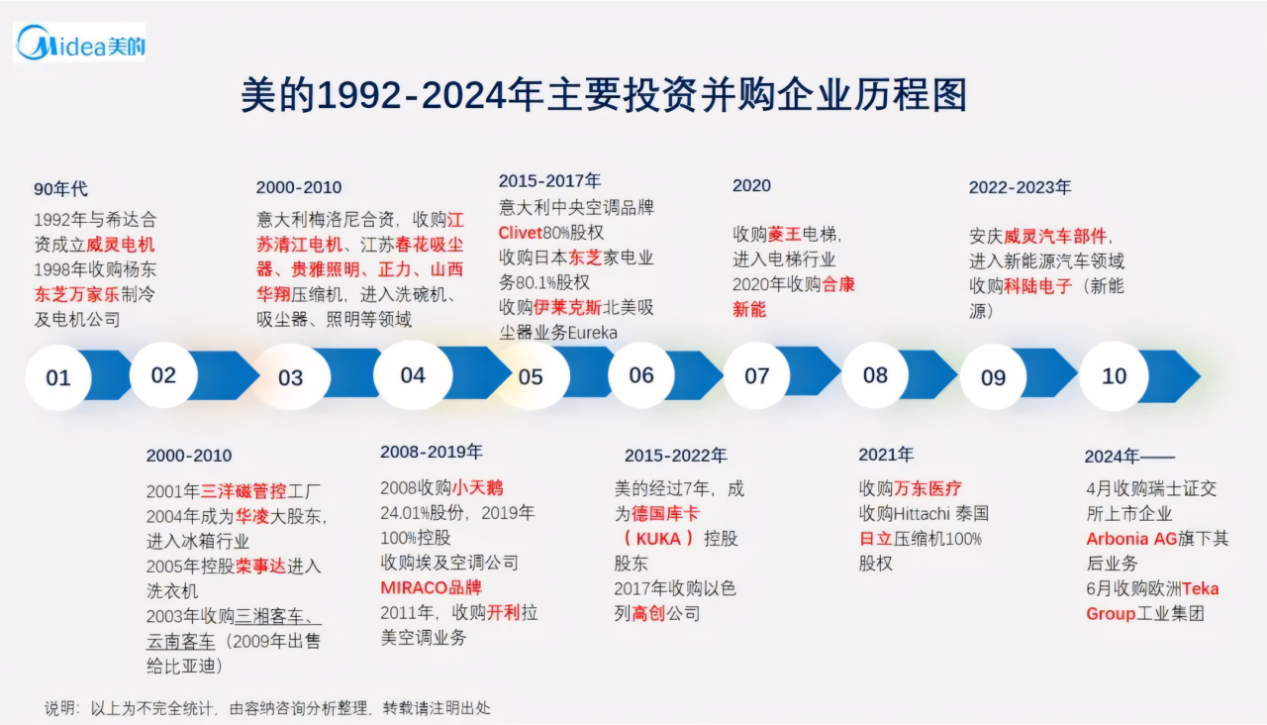 Midea美的
美的1992-2024年主要投资并购企业历程图
90年代
1992年与希达合
资成立威灵电机
1998年收购杨东
东芝万家乐制冷
及电机公司
2000-2010
意大利梅洛尼合资，收购江
苏清江电机、江苏春花吸尘
器、贵雅照明、正力、山西
华翔压缩机，进入洗碗机、
吸尘器、照明等领域
2015-2017年
意大利中央空调品牌
Clivet80%股权
收购日本东芝家电业
务80.1%股权
收购伊莱克斯北美吸
尘器业务Eureka
2020
收购菱王电梯，
进入电梯行业
2020年收购合康
新能
2022-2023年
安庆威灵汽车部件，
进入新能源汽车领域
收购科陆电子（新能
源）
01
02
03
04
05
06
07
08
09
10
2000-2010
2001年三洋磁管控工厂
2004年成为华凌大股东，
进入冰箱行业
2005年控股荣事达进入
洗衣机
2003年收购三湘客车、
云南客车（2009年出售
给比亚迪）
2008-2019年
2008收购小天鹅
24.01%股份，2019年
100%控股
收购埃及空调公司
MIRACO品牌
2011年，收购开利拉
美空调业务
2015-2022年
美的经过7年，成
为德国库卡
（KUKA）控股
股东
2017年收购以色
列高创公司
2021年
收购万东医疗
收购Hittachi 泰国
日立压缩机100%
股权
2024年——
4月收购瑞士证交
所上市企业
Arbonia AG旗下其
后业务
6月收购欧洲Teka
Group工业集团
说明：以上为不完全统计，由容纳咨询分析整理，转载请注明出处